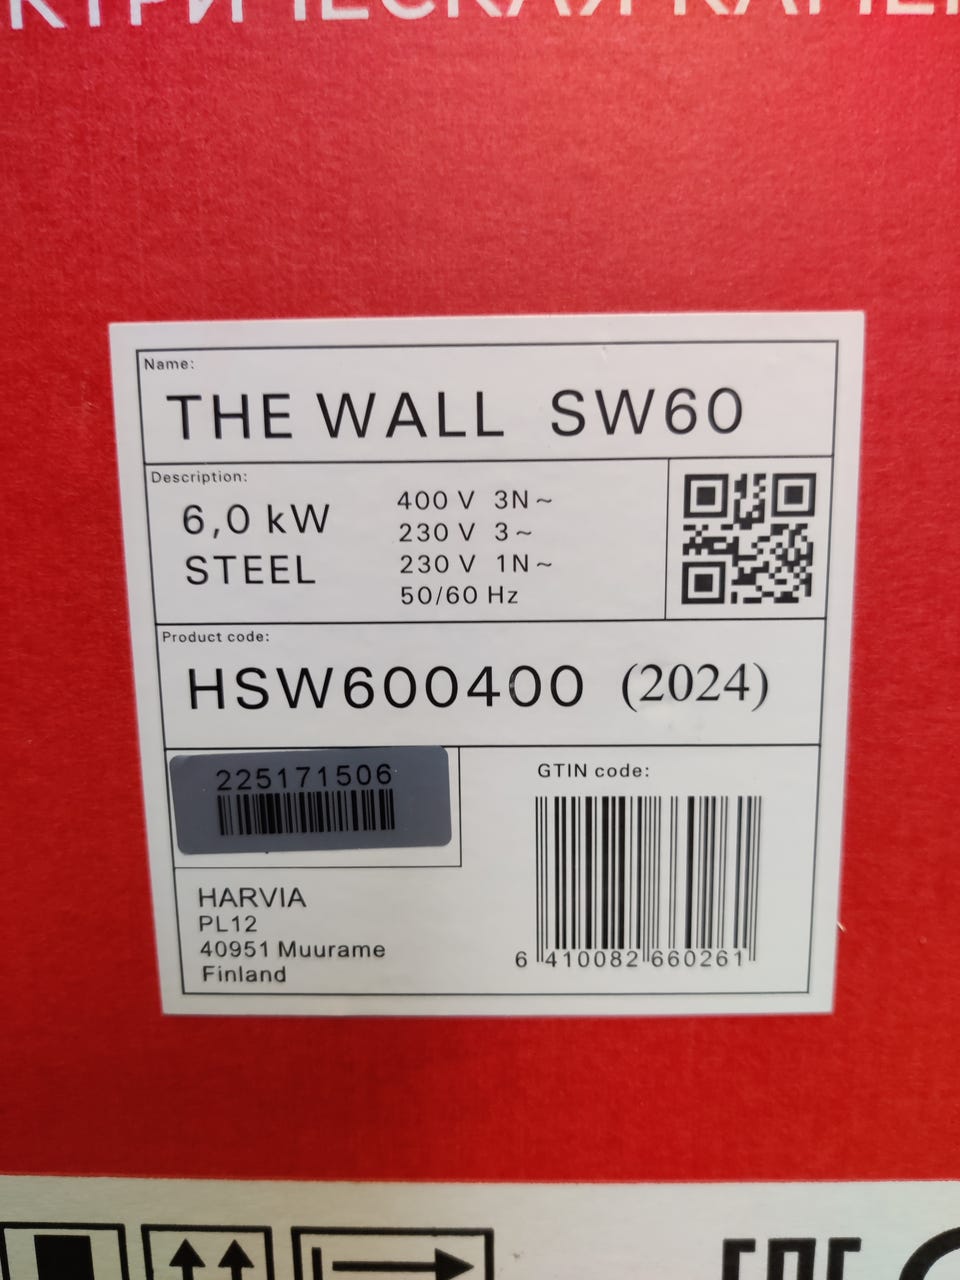 Name:
THE WALL SW60
Description:
6,0 kW
STEEL
400 V 3N~
230 V 3~
230 V 1N~
50/60 Hz
Product code:
HSW600400 (2024)
225171506
GTIN code:
6 410082 660261
HARVIA
PL12
40951 Muurame
Finland